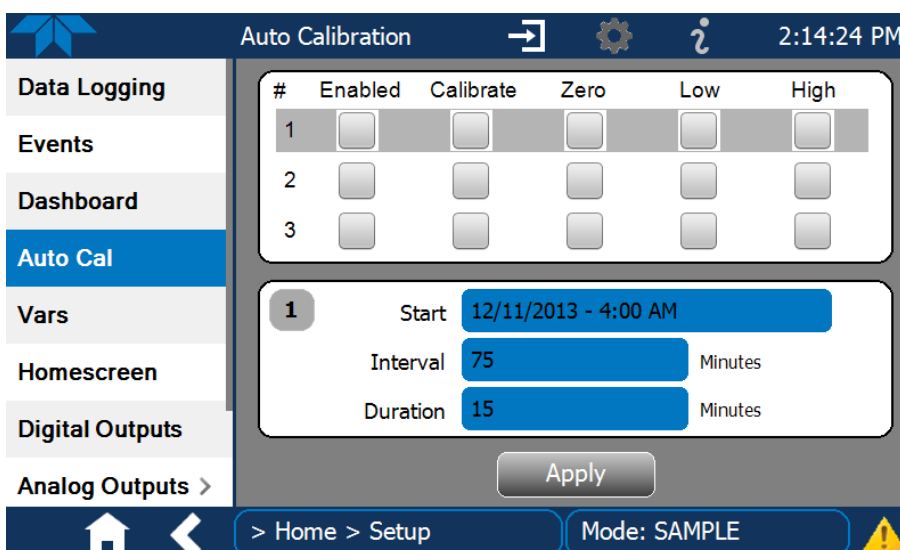 Auto Calibration 2:14:24 PM
Data Logging
Events
Dashboard
Auto Cal
Vars
Homescreen
Digital Outputs
Analog Outputs >
# Enabled Calibrate Zero Low High
1
2
3
1 Start 12/11/2013 - 4:00 AM
Interval 75 Minutes
Duration 15 Minutes
Apply
> Home > Setup Mode: SAMPLE